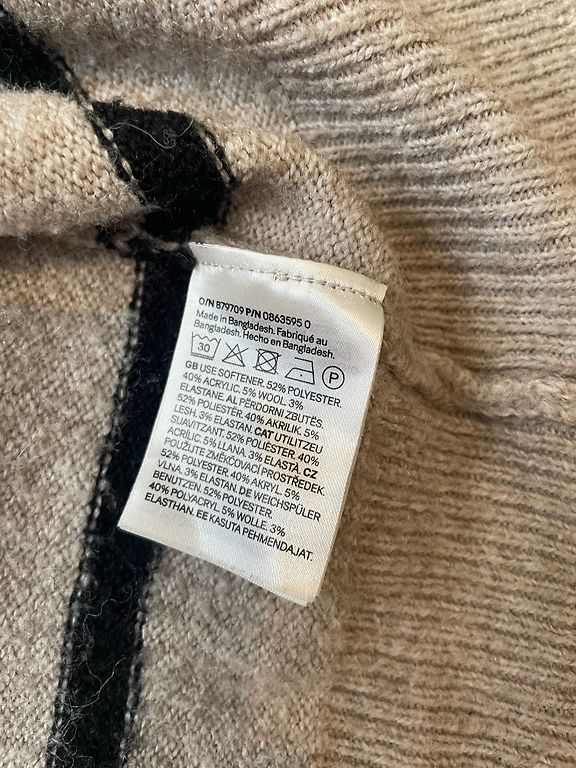 O/N 879709 P/N 0863595 0
Made in Bangladesh. Fabriqué au
Bangladesh. Hecho en Bangladesh.
30 P
GB USE SOFTENER. 52% POLYESTER.
40% ACRYLIC. 5% WOOL. 3%
ELASTANE. AL PËRDORNI ZBUTËS.
52% POLIESTËR. 40% AKRILIK. 5%
LESH. 3% ELASTAN. CAT UTILITZEU
SUAVITZANT. 52% POLIÈSTER. 40%
ACRÍLIC. 5% LLANA. 3% ELASTÀ. CZ
POUŽIJTE ZMĚKČOVACÍ PROSTŘEDEK.
52% POLYESTER. 40% AKRYL. 5%
VLNA. 3% ELASTAN. DE WEICHSPÜLER
BENUTZEN. 52% POLYESTER.
40% POLYACRYL. 5% WOLLE. 3%
ELASTHAN. EE KASUTA PEHMENDAJAT.